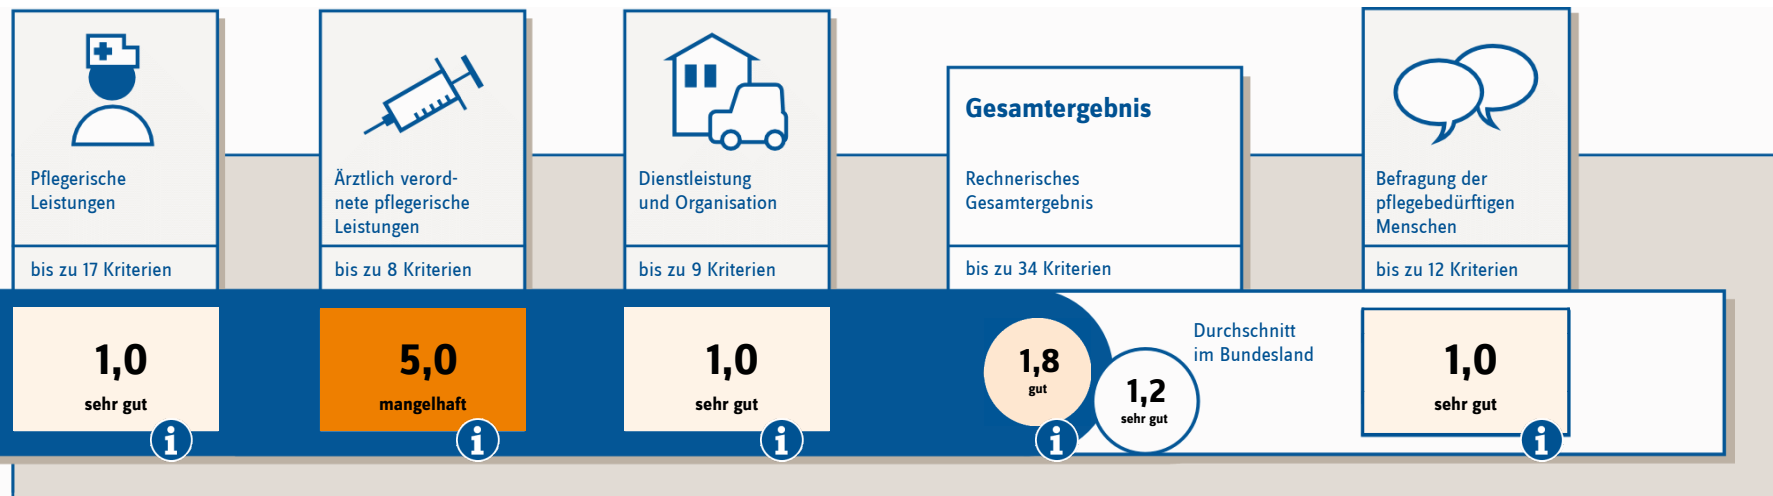 Pflegerische
Leistungen
bis zu 17 Kriterien
1,0
sehr gut
i
Ärztlich verord-
nete pflegerische
Leistungen
bis zu 8 Kriterien
5,0
mangelhaft
i
Dienstleistung
und Organisation
bis zu 9 Kriterien
1,0
sehr gut
i
Gesamtergebnis
Rechnerisches
Gesamtergebnis
bis zu 34 Kriterien
1,8
gut
i
1,2
sehr gut
Durchschnitt
im Bundesland
Befragung der
pflegebedürftigen
Menschen
bis zu 12 Kriterien
1,0
sehr gut
i